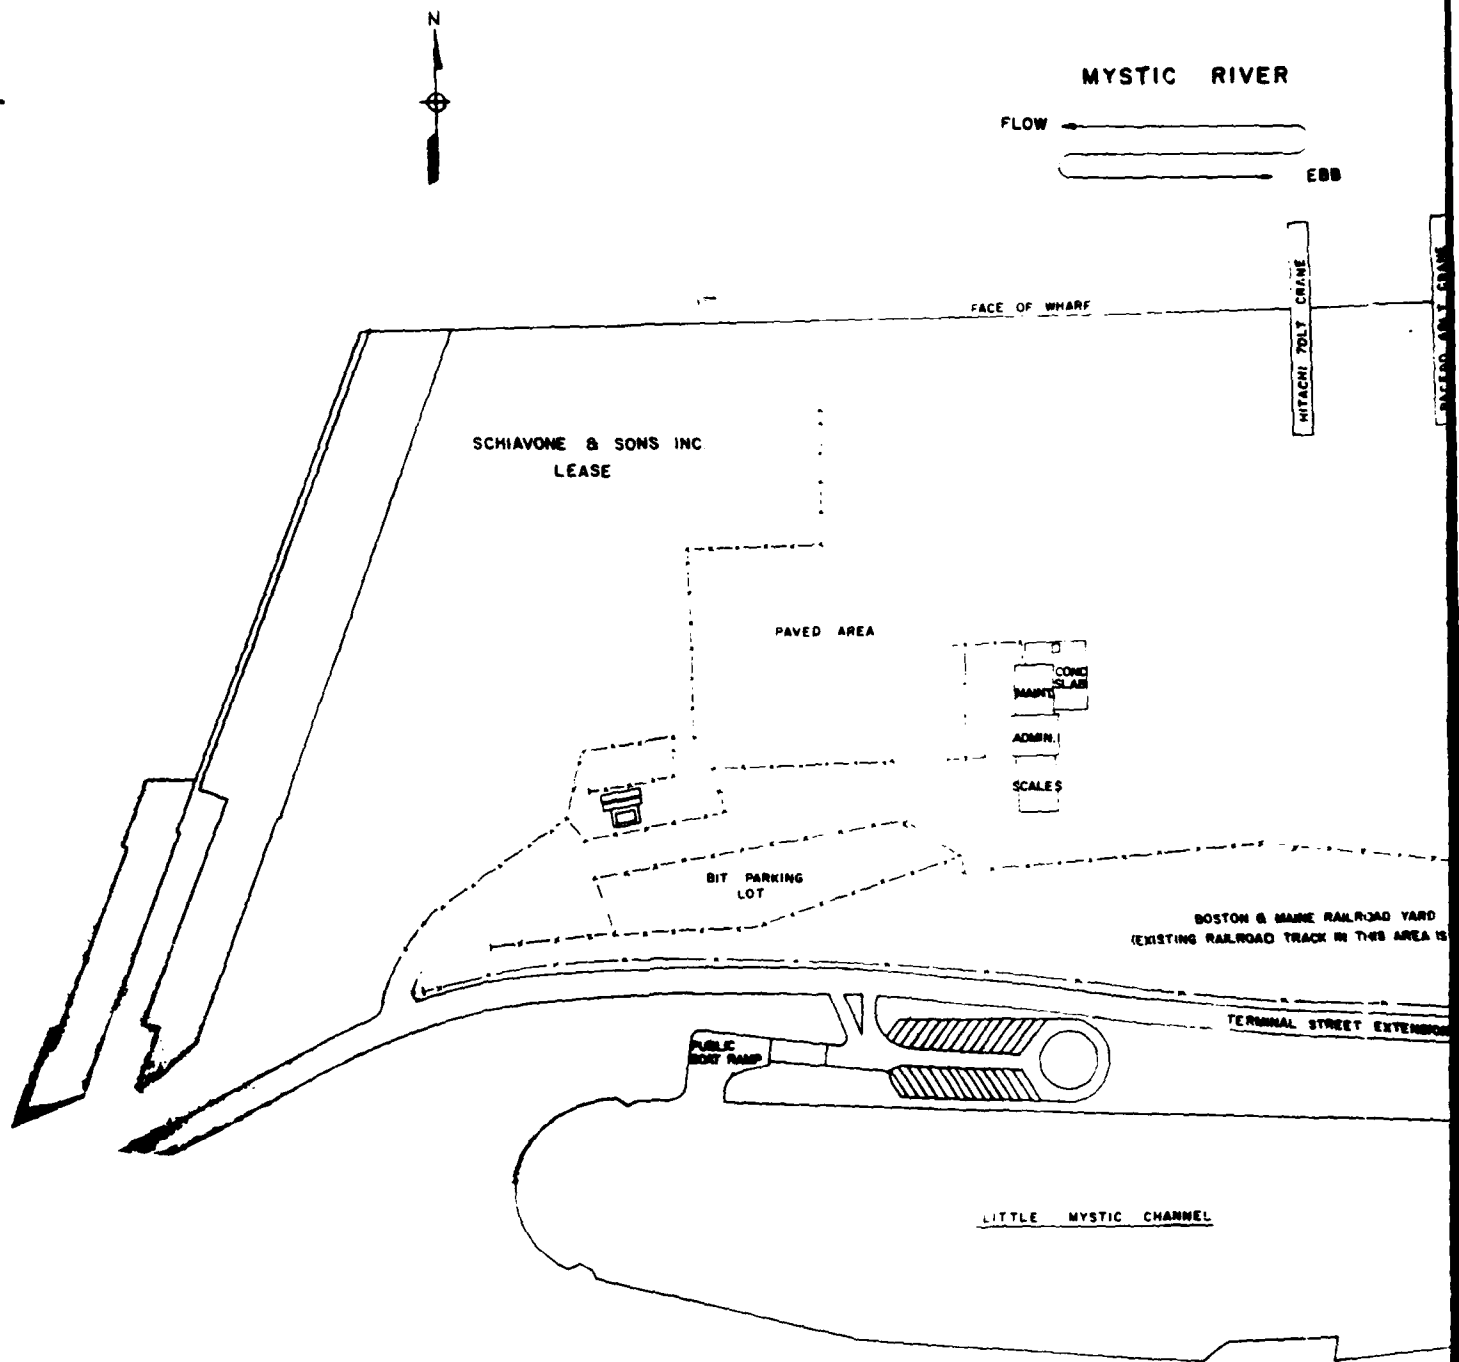 N
MYSTIC RIVER
FLOW
EBB
FACE OF WHARF
HITACHI 70LT CRANE
CRANE
SCHIAVONE & SONS INC
LEASE
PAVED AREA
COND
SLAB
MAINT.
ADMIN.
SCALES
BIT PARKING
LOT
BOSTON & MAINE RAILROAD YARD
(EXISTING RAILROAD TRACK IN THIS AREA IS
TERMINAL STREET EXTENSION
PUBLIC
BOAT RAMP
LITTLE MYSTIC CHANNEL